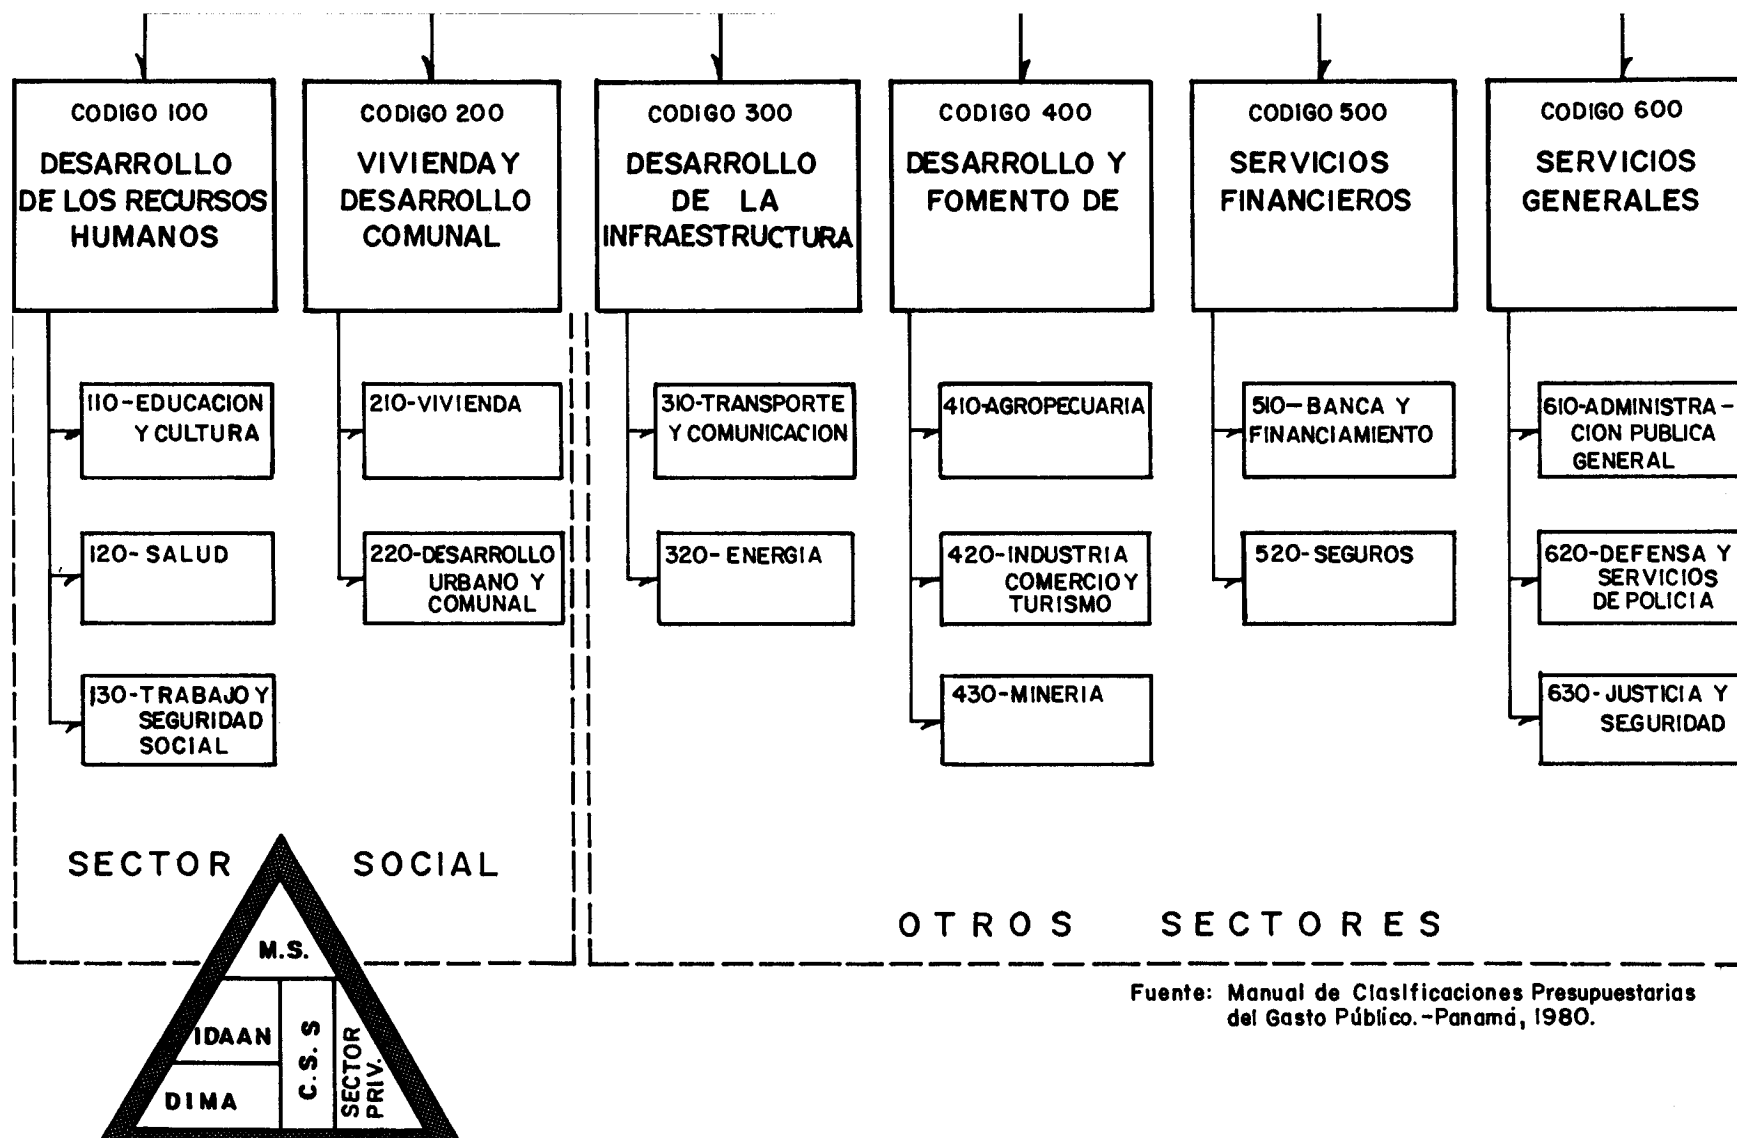 CODIGO 100
DESARROLLO
DE LOS RECURSOS
HUMANOS
CODIGO 200
VIVIENDA Y
DESARROLLO
COMUNAL
CODIGO 300
DESARROLLO
DE LA
INFRAESTRUCTURA
CODIGO 400
DESARROLLO Y
FOMENTO DE
CODIGO 500
SERVICIOS
FINANCIEROS
CODIGO 600
SERVICIOS
GENERALES
110-EDUCACION
Y CULTURA
120-SALUD
130-TRABAJO Y
SEGURIDAD
SOCIAL
210-VIVIENDA
220-DESARROLLO
URBANO Y
COMUNAL
310-TRANSPORTE
Y COMUNICACION
320-ENERGIA
410-AGROPECUARIA
420-INDUSTRIA
COMERCIO Y
TURISMO
430-MINERIA
510-BANCA Y
FINANCIAMIENTO
520-SEGUROS
610-ADMINISTRA-
CION PUBLICA
GENERAL
620-DEFENSA Y
SERVICIOS
DE POLICIA
630-JUSTICIA Y
SEGURIDAD
SECTOR SOCIAL
OTROS SECTORES
M.S.
IDAAN
DIMA
C.S.S
SECTOR
PRIV.
Fuente: Manual de Clasificaciones Presupuestarias
del Gasto Público.-Panamá, 1980.